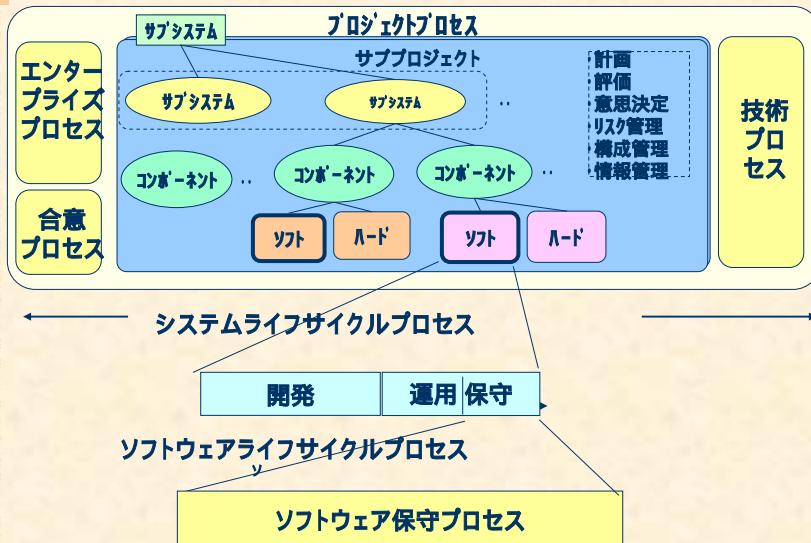 プロジェクトプロセス
サブシステム
サブプロジェクト
エンター
プライズ
プロセス
合意
プロセス
サブシステム
サブシステム
‥
・計画
・評価
・意思決定
・リスク管理
・構成管理
・情報管理
技術
プロ
セス
コンポーネント
‥
コンポーネント
コンポーネント
‥
ソフト
ハード
ソフト
ハード
システムライフサイクルプロセス
開発
運用
保守
ソフトウェアライフサイクルプロセス
ソ
ソフトウェア保守プロセス